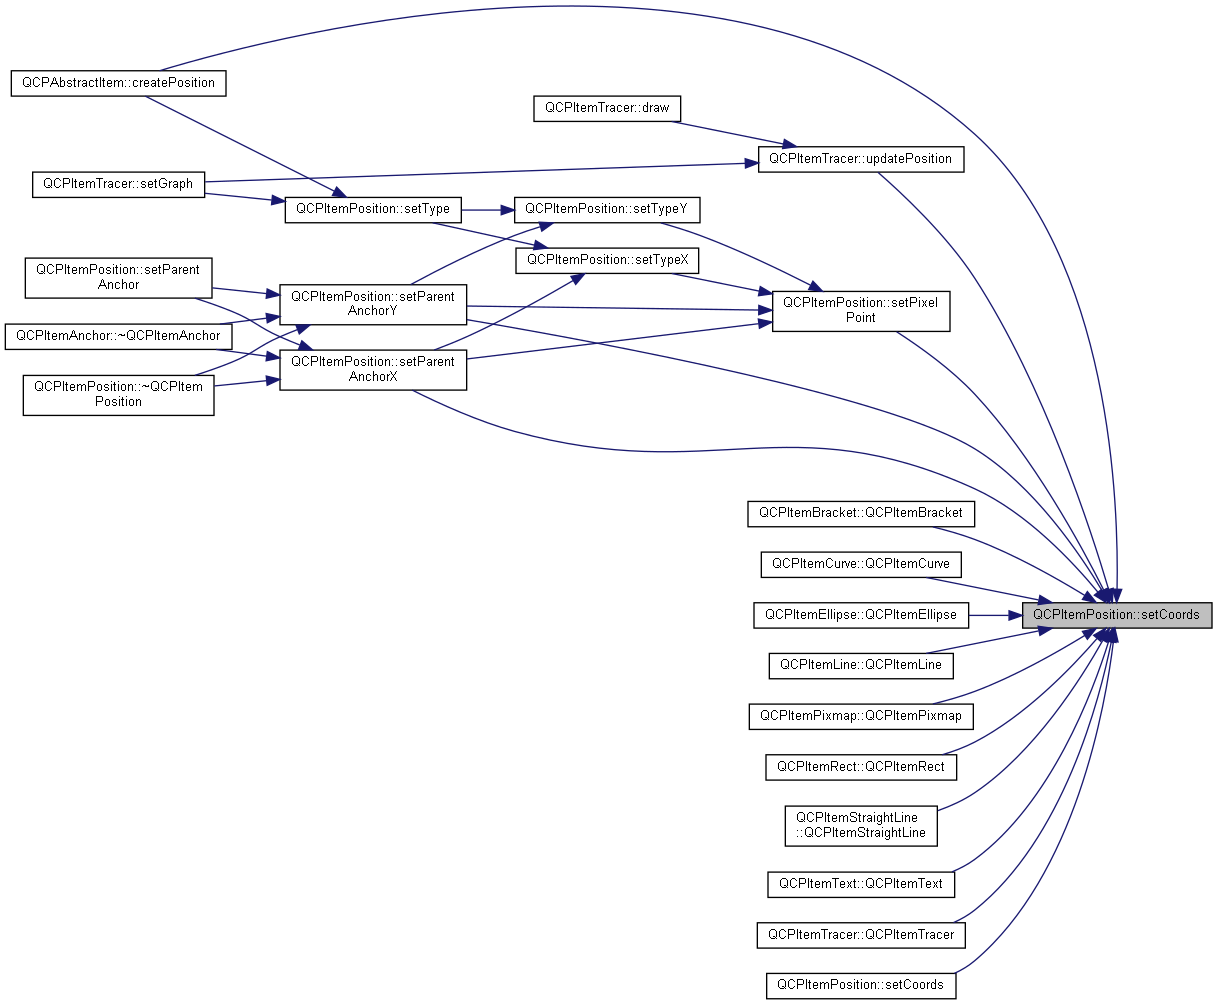 QCPAbstractItem::createPosition
QCPItemTracer::draw
QCPItemTracer::updatePosition
QCPItemTracer::setGraph
QCPItemPosition::setType
QCPItemPosition::setTypeY
QCPItemPosition::setTypeX
QCPItemPosition::setParent
Anchor
QCPItemPosition::setParent
AnchorY
QCPItemPosition::setPixel
Point
QCPItemAnchor::~QCPItemAnchor
QCPItemPosition::setParent
AnchorX
QCPItemPosition::~QCPItem
Position
QCPItemBracket::QCPItemBracket
QCPItemCurve::QCPItemCurve
QCPItemEllipse::QCPItemEllipse
QCPItemPosition::setCoords
QCPItemLine::QCPItemLine
QCPItemPixmap::QCPItemPixmap
QCPItemRect::QCPItemRect
QCPItemStraightLine
::QCPItemStraightLine
QCPItemText::QCPItemText
QCPItemTracer::QCPItemTracer
QCPItemPosition::setCoords